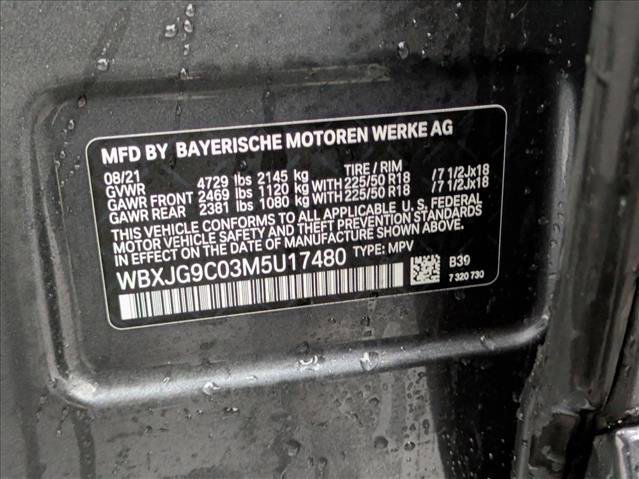 MFD BY BAYERISCHE MOTOREN WERKE AG
08/21 TIRE / RIM
GVWR 4729 lbs 2145 kg
GAWR FRONT 2469 lbs 1120 kg WITH 225/50 R18 /7 1/2Jx18
GAWR REAR 2381 lbs 1080 kg WITH 225/50 R18 /7 1/2Jx18
THIS VEHICLE CONFORMS TO ALL APPLICABLE U. S. FEDERAL
MOTOR VEHICLE SAFETY AND THEFT PREVENTION STANDARDS
IN EFFECT ON THE DATE OF MANUFACTURE SHOWN ABOVE.
WBXJG9C03M5U17480 TYPE: MPV
B39
7 320 730